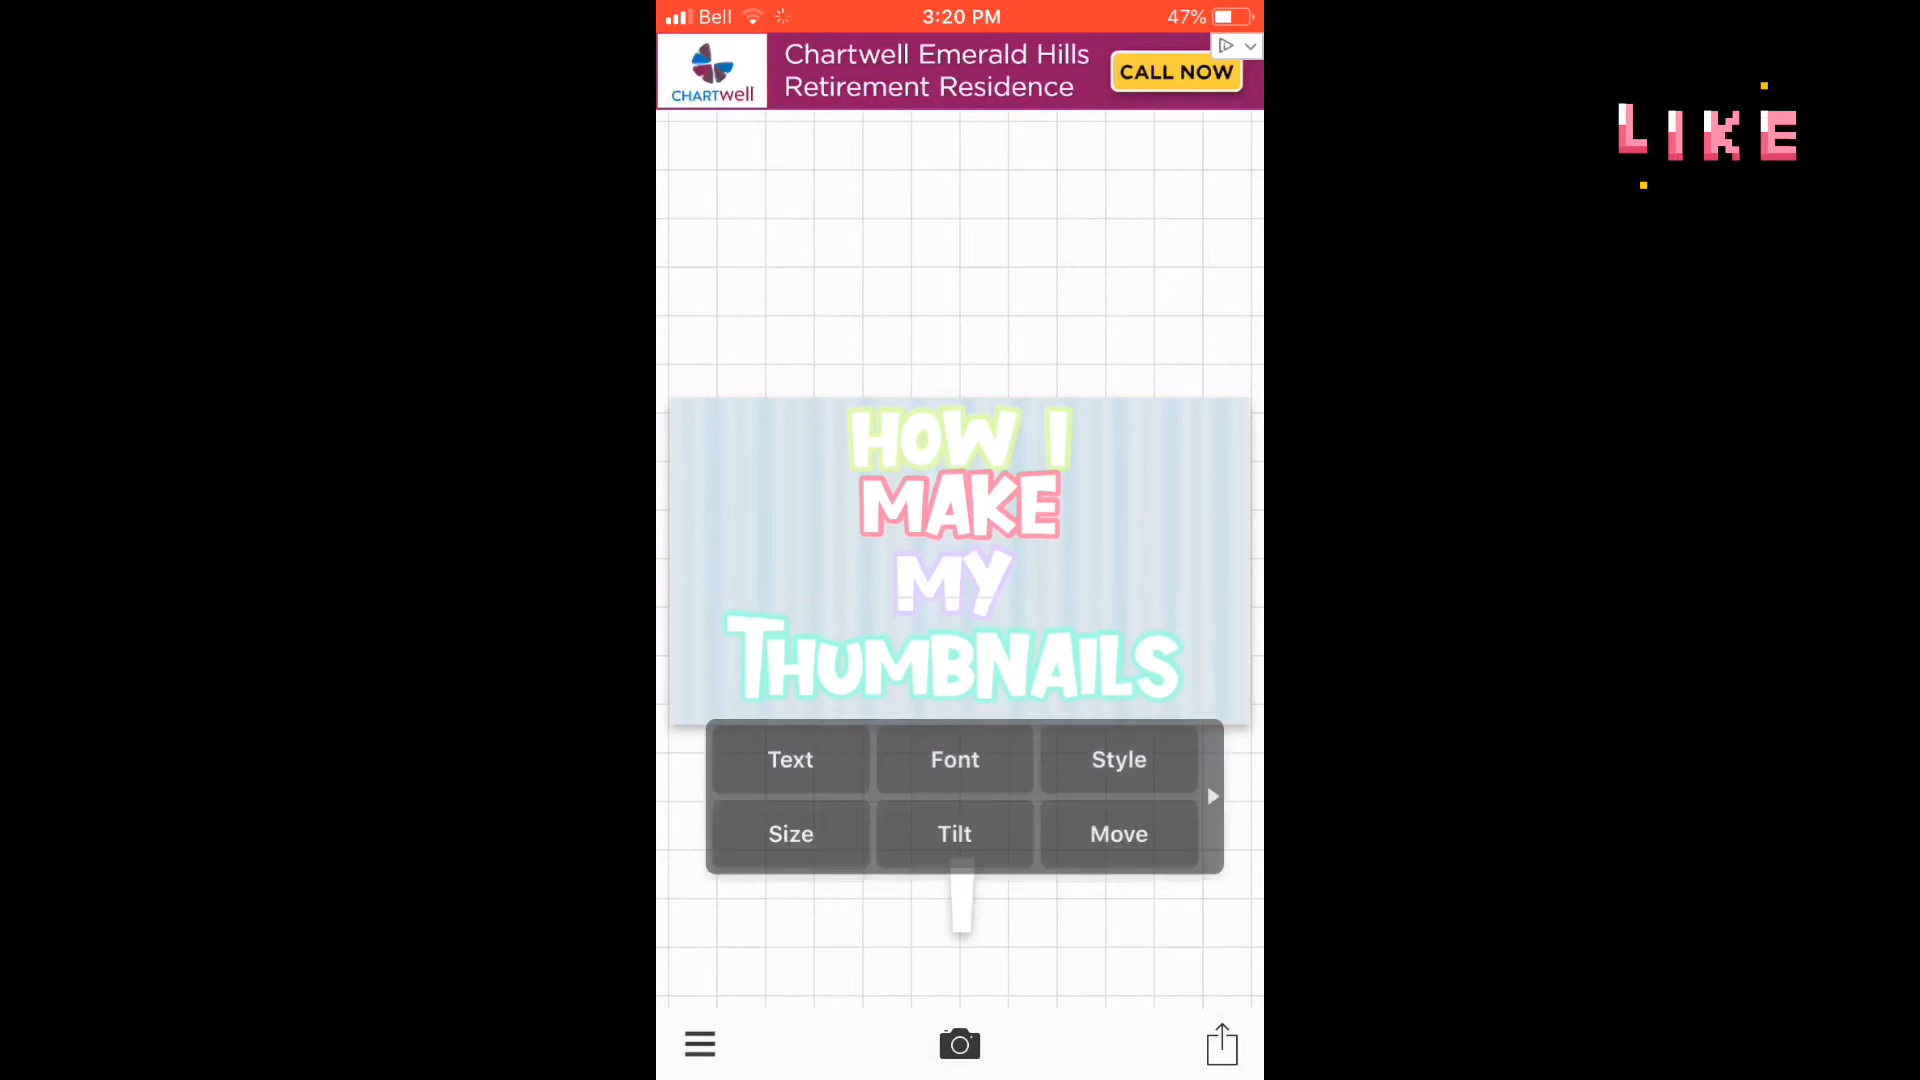 Bell
3:20 PM
47%
CHARTwell
Chartwell Emerald Hills
Retirement Residence
CALL NOW
LIKE
HOW I
MAKE
MY
THUMBNAILS
Text
Font
Style
Size
Tilt
Move